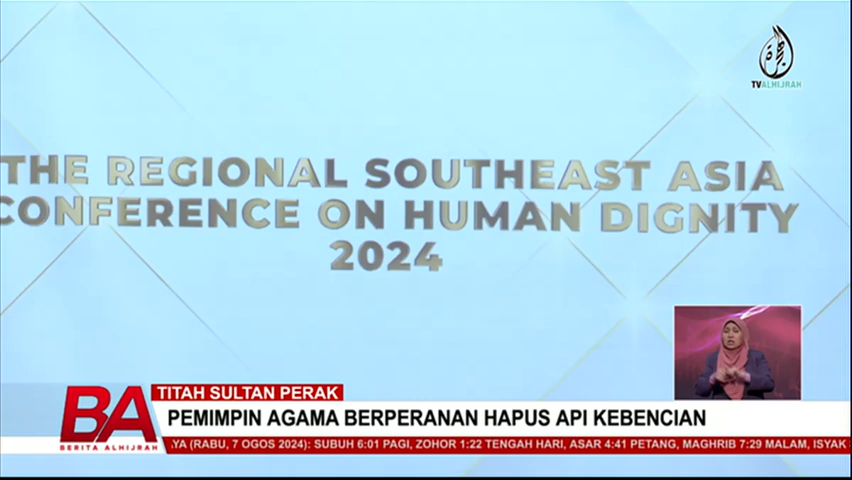 TVALHIJRAH
THE REGIONAL SOUTHEAST ASIA
CONFERENCE ON HUMAN DIGNITY
2024
TITAH SULTAN PERAK
BA
BERITA ALHIJRAH
PEMIMPIN AGAMA BERPERANAN HAPUS API KEBENCIAN
.YA (RABU, 7 OGOS 2024): SUBUH 6:01 PAGI, ZOHOR 1:22 TENGAH HARI, ASAR 4:41 PETANG, MAGHRIB 7:29 MALAM, ISYAK